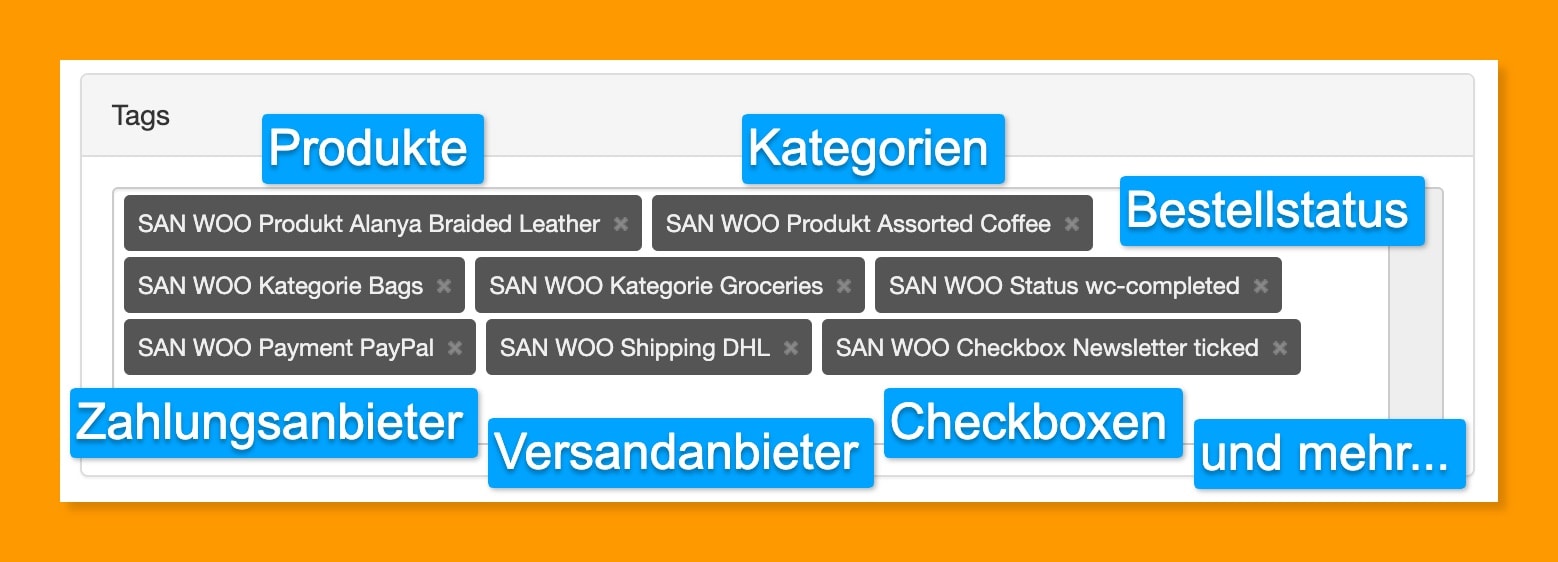 Tags
Produkte
Kategorien
Bestellstatus
SAN WOO Produkt Alanya Braided Leather ×
SAN WOO Produkt Assorted Coffee ×
SAN WOO Kategorie Bags ×
SAN WOO Kategorie Groceries ×
SAN WOO Status wc-completed ×
SAN WOO Payment PayPal ×
SAN WOO Shipping DHL ×
SAN WOO Checkbox Newsletter ticked ×
Zahlungsanbieter
Versandanbieter
Checkboxen
und mehr...